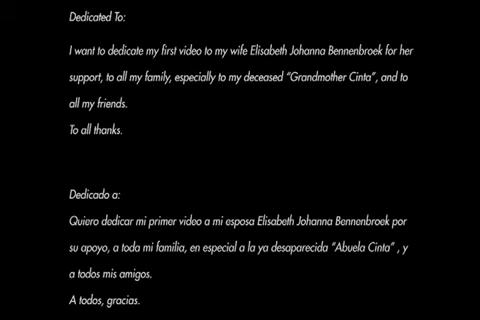 Dedicated To:
I want to dedicate my first video to my wife Elisabeth Johanna Bennenbroek for her
support, to all my family, especially to my deceased “Grandmother Cinta”, and to
all my friends.
To all thanks.
Dedicado a:
Quiero dedicar mi primer video a mi esposa Elisabeth Johanna Bennenbroek por
su apoyo, a toda mi familia, en especial a la ya desaparecida “Abuela Cinta” , y
a todos mis amigos.
A todos, gracias.